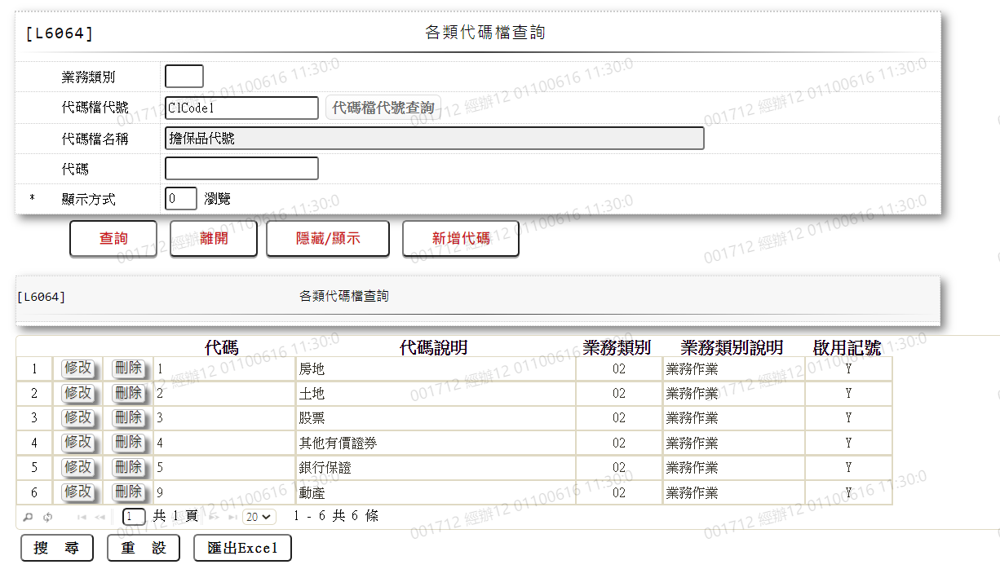 [L6064] 各類代碼檔查詢
業務類別
代碼檔代號 ClCode1 代碼檔代號查詢
代碼檔名稱 擔保品代號
代碼
* 顯示方式 0 瀏覽
查詢 離開 隱藏/顯示 新增代碼
[L6064] 各類代碼檔查詢
代碼 代碼說明 業務類別 業務類別說明 啟用記號
1 修改 刪除 1 房地 02 業務作業 Y
2 修改 刪除 2 土地 02 業務作業 Y
3 修改 刪除 3 股票 02 業務作業 Y
4 修改 刪除 4 其他有價證券 02 業務作業 Y
5 修改 刪除 5 銀行保證 02 業務作業 Y
6 修改 刪除 9 動產 02 業務作業 Y
1 共 1 頁 20 1 - 6 共 6 條
搜 尋 重 設 匯出Excel
001712 經辦12 01100616 11:30:0